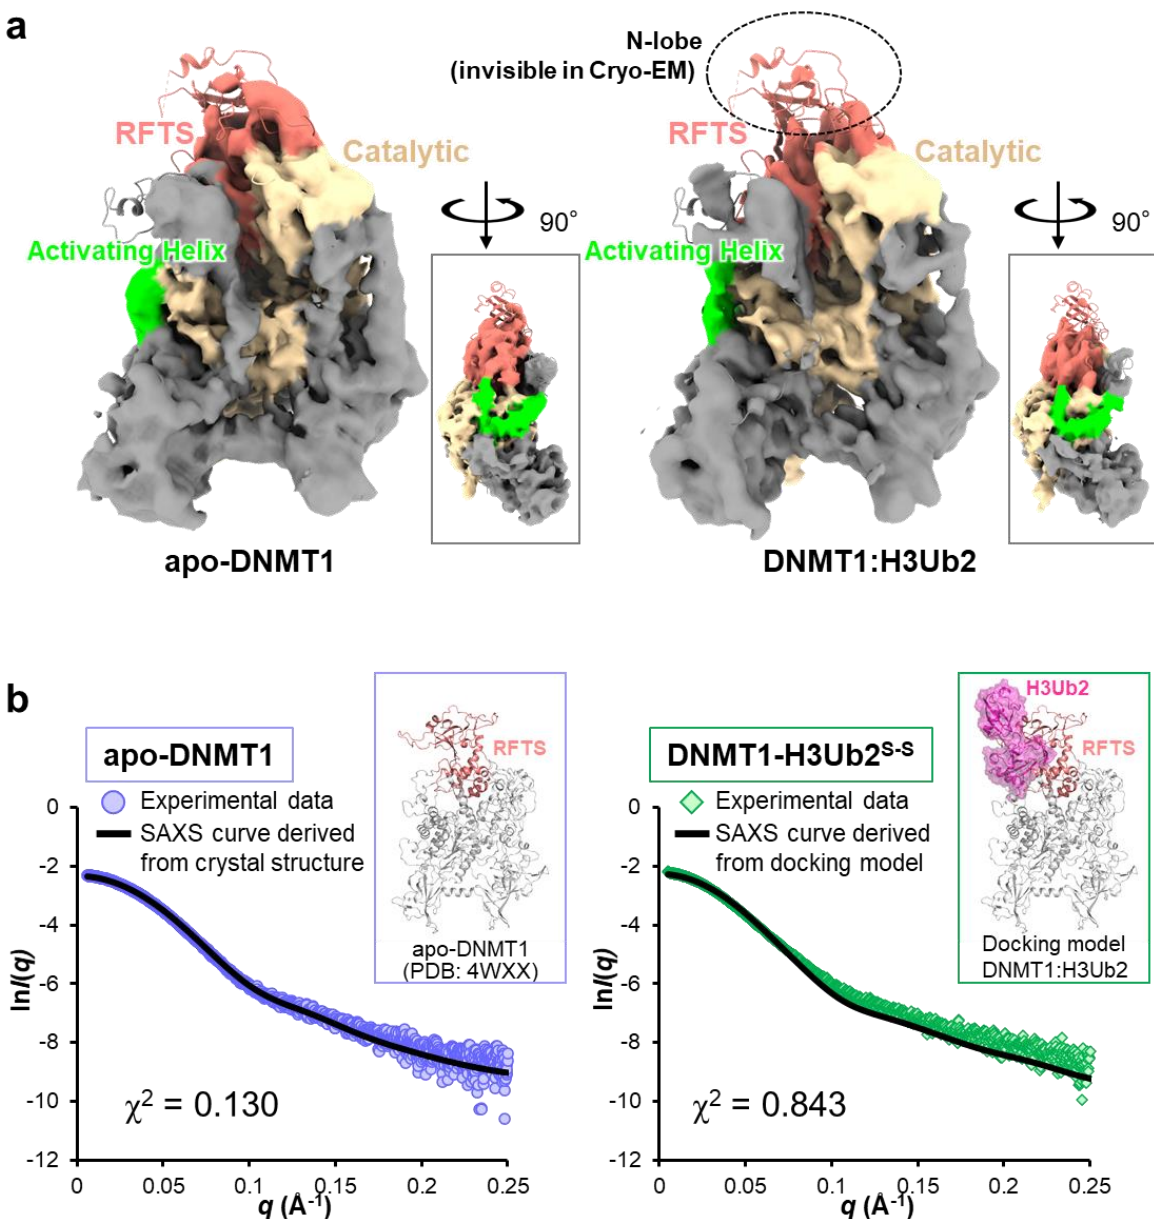 a
N-lobe
(invisible in Cryo-EM)
RFTS
Catalytic
90°
Activating Helix
apo-DNMT1
RFTS
Catalytic
90°
Activating Helix
DNMT1:H3Ub2
b
apo-DNMT1
Experimental data
SAXS curve derived
from crystal structure
RFTS
apo-DNMT1
(PDB: 4WXX)
lnI(q)
0
-2
-4
-6
-8
-10
-12
χ² = 0.130
0
0.05
0.1
0.15
0.2
0.25
q (Å⁻¹)
DNMT1-H3Ub2ˢ⁻ˢ
Experimental data
SAXS curve derived
from docking model
H3Ub2
RFTS
Docking model
DNMT1:H3Ub2
lnI(q)
0
-2
-4
-6
-8
-10
-12
χ² = 0.843
0
0.05
0.1
0.15
0.2
0.25
q (Å⁻¹)